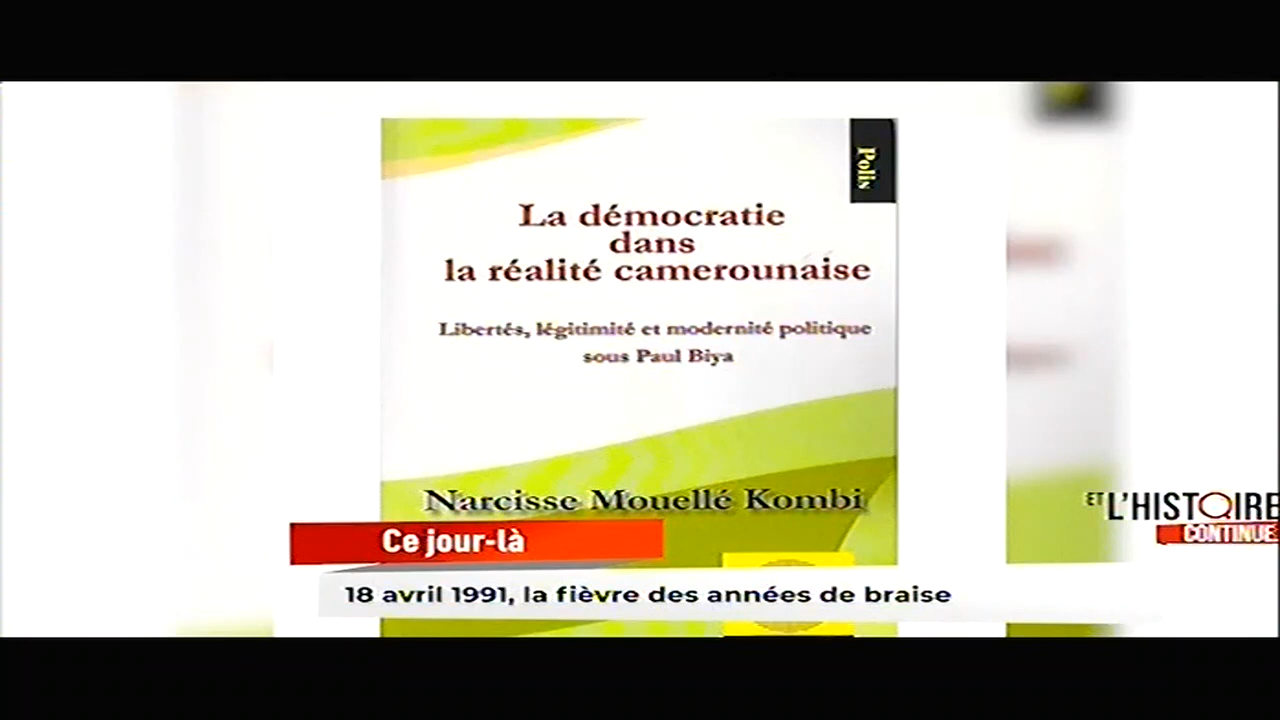 Polis
La démocratie
dans
la réalité camerounaise
Libertés, légitimité et modernité politique
sous Paul Biya
Narcisse Mouellé Kombi
Ce jour-là
18 avril 1991, la fièvre des années de braise
ET L'HISTOIRE
CONTINUE